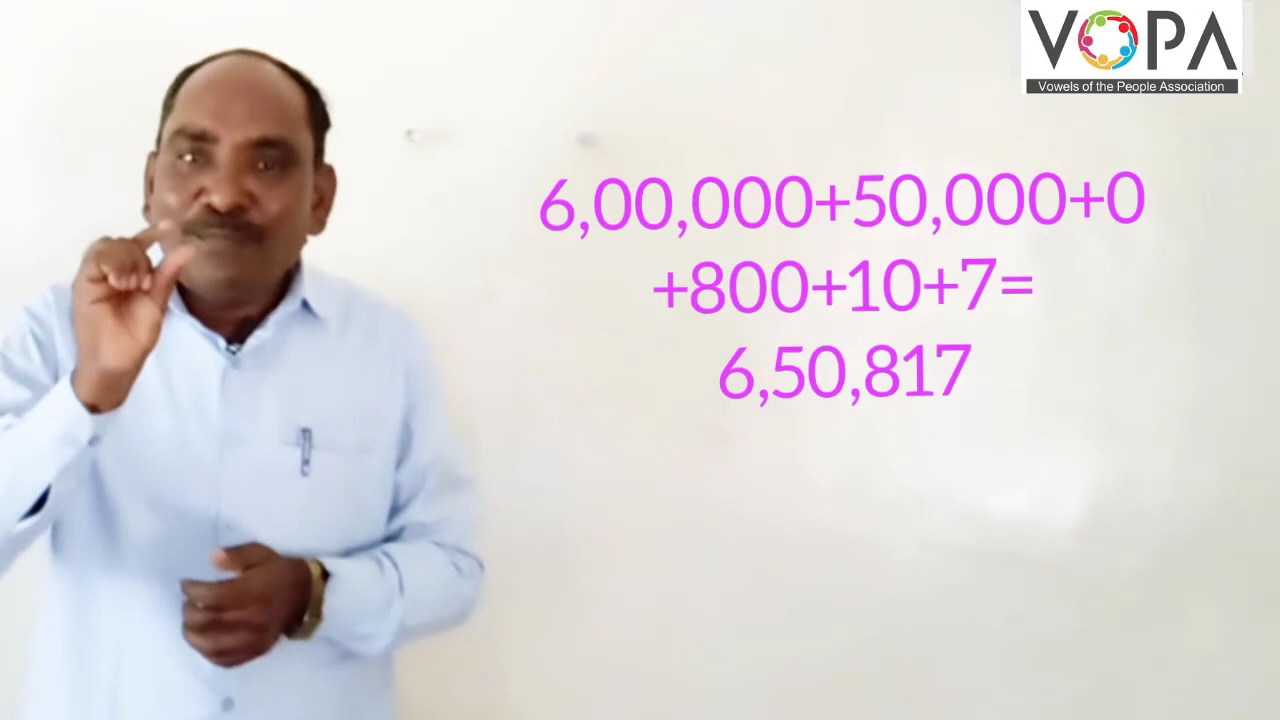 VOPA
Vowels of the People Association
6,00,000+50,000+0
+800+10+7=
6,50,817